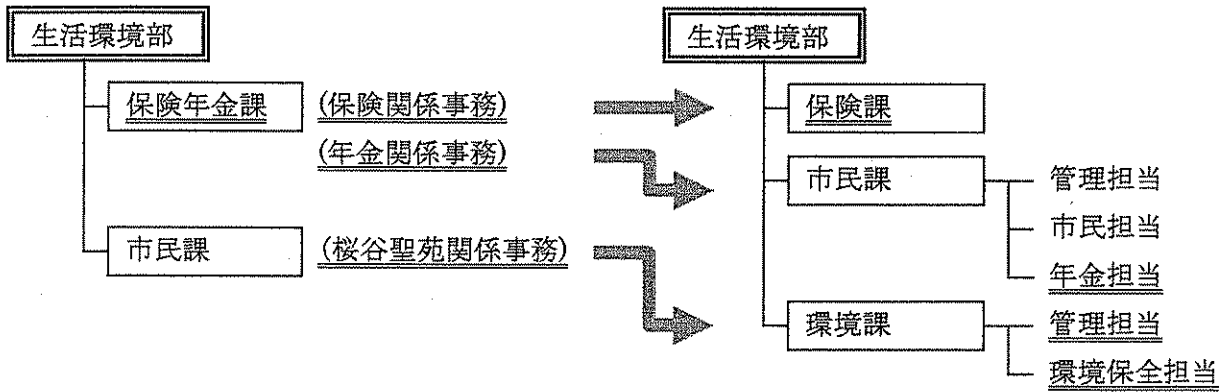 生活環境部
保険年金課 (保険関係事務)
(年金関係事務)
市民課 (桜谷聖苑関係事務)
生活環境部
保険課
市民課 管理担当
市民担当
年金担当
環境課 管理担当
環境保全担当